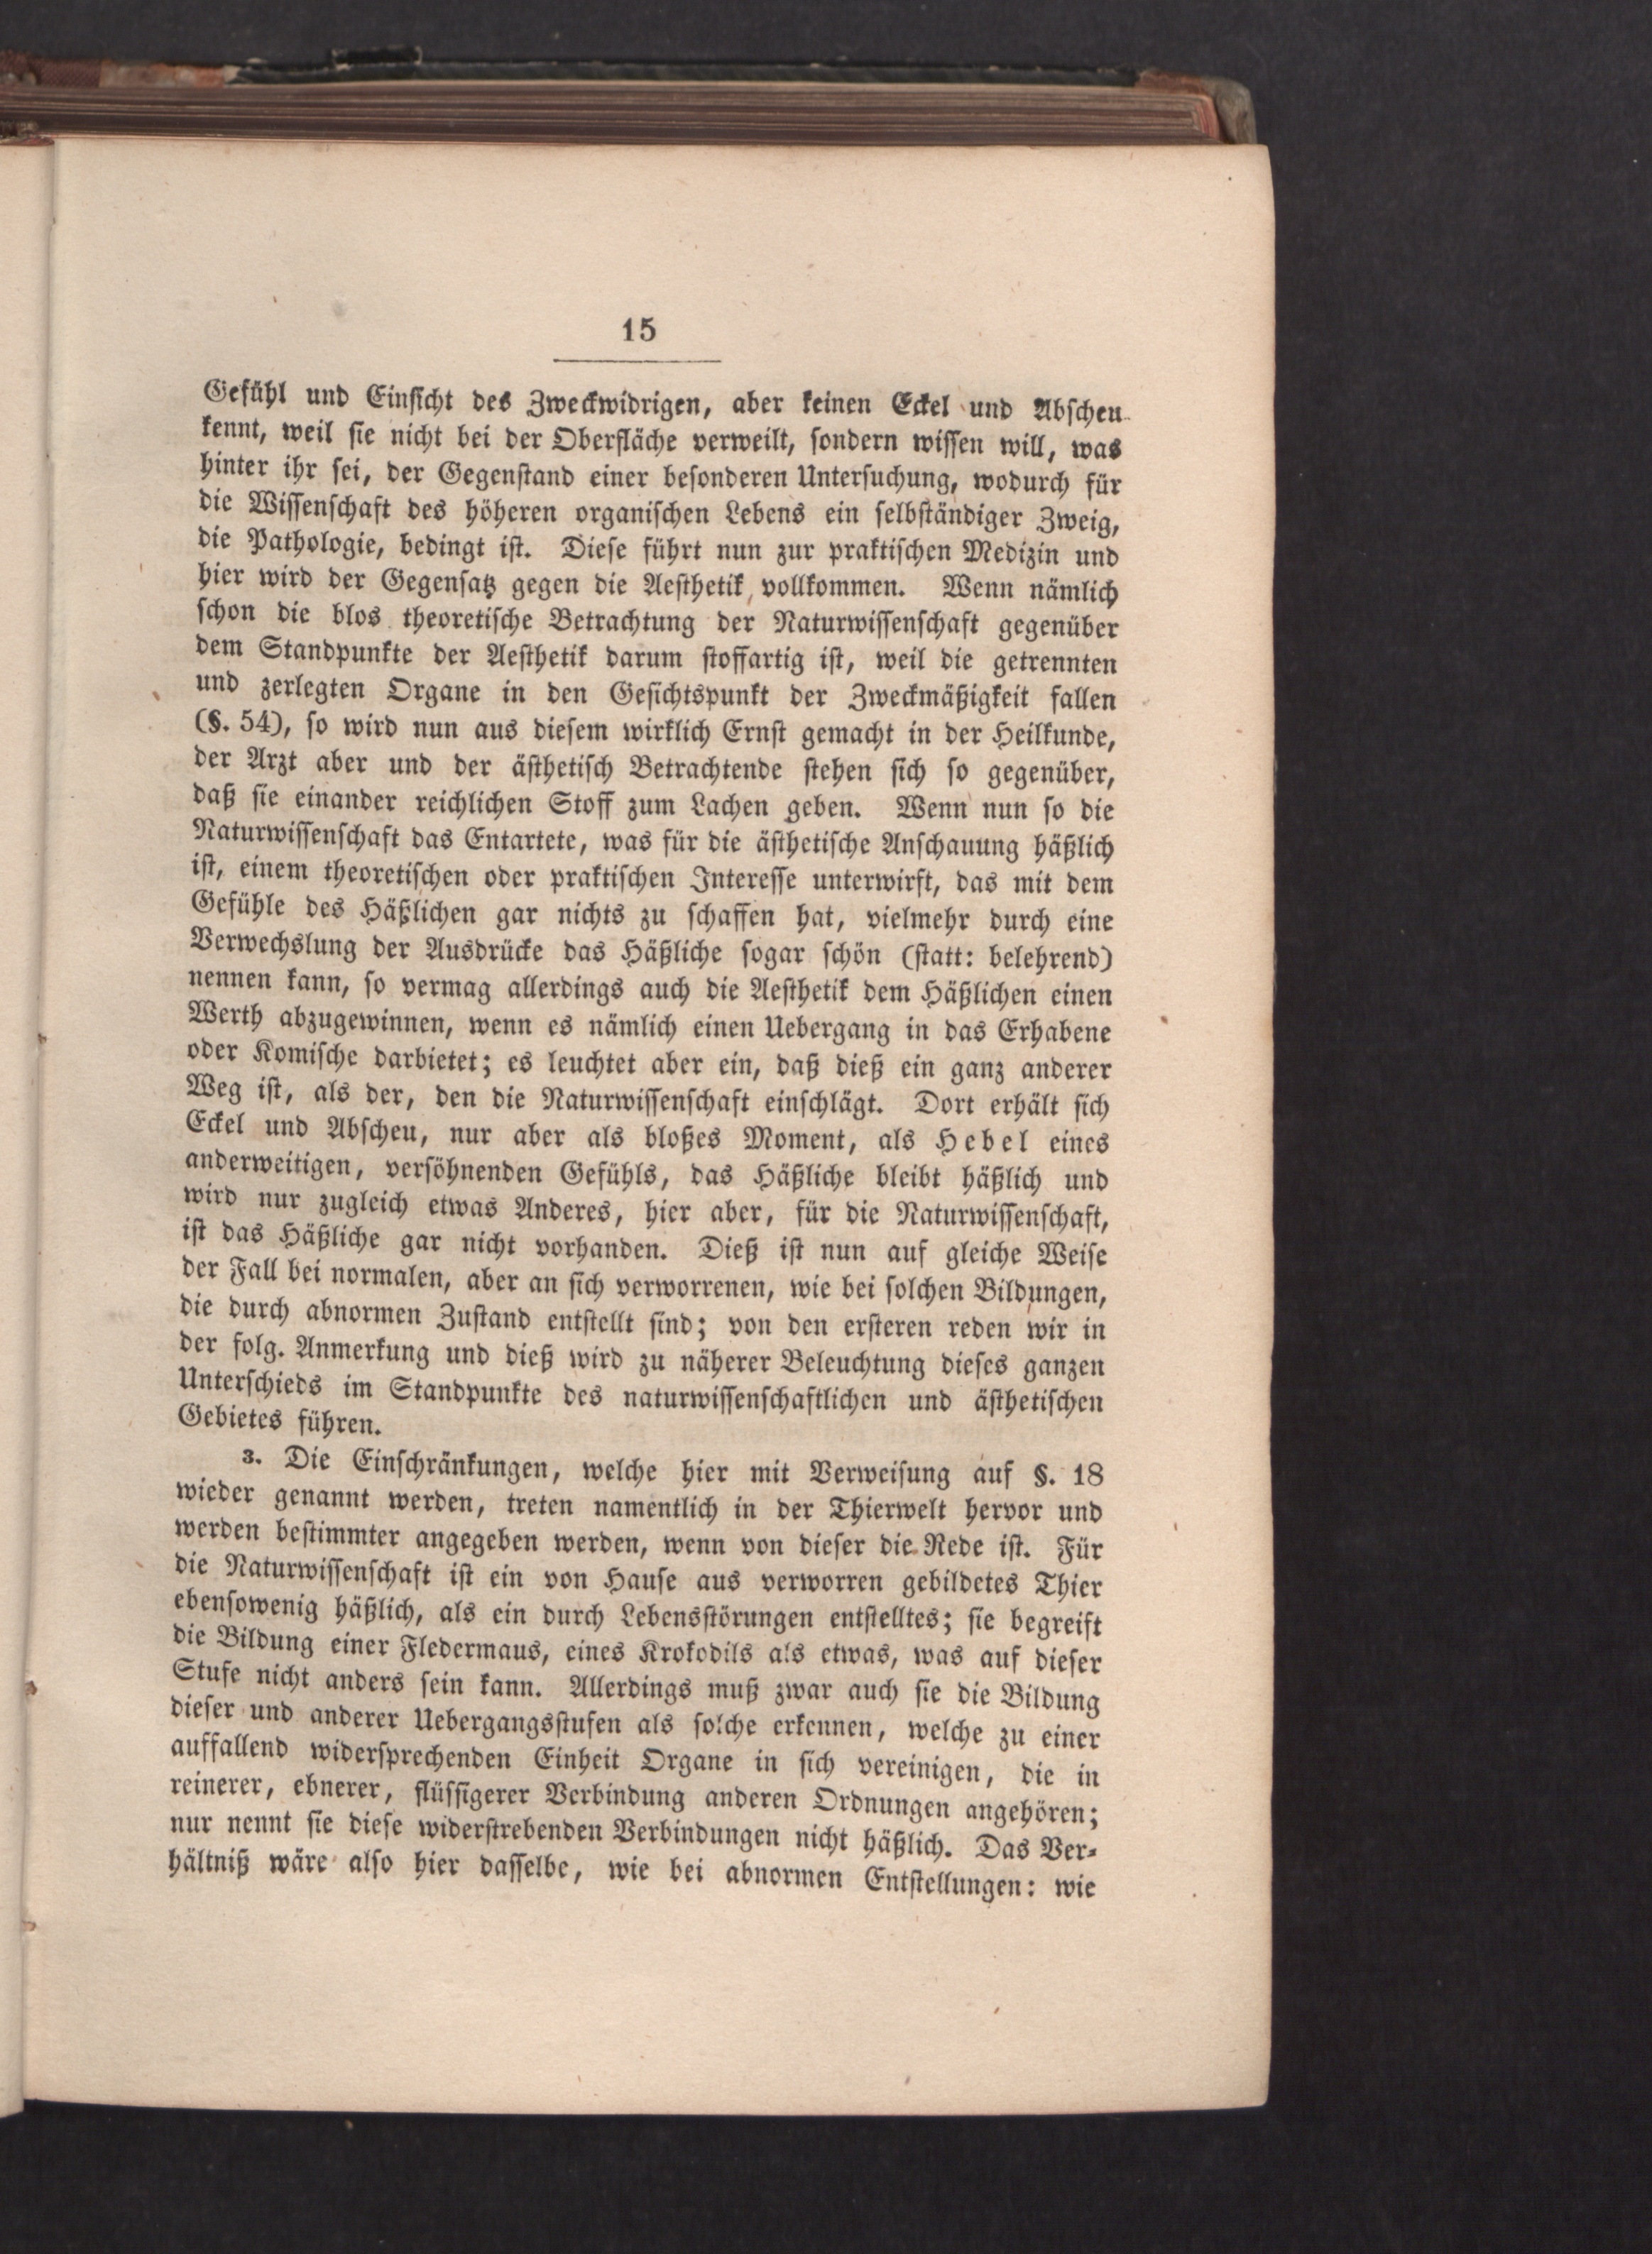 15
Gefühl und Einſicht des Zweckwidrigen, aber keinen Eckel und Abſcheu
kennt, weil ſie nicht bei der Oberfläche verweilt, ſondern wiſſen will, was
hinter ihr ſei, der Gegenſtand einer beſonderen Unterſuchung, wodurch für
die Wiſſenſchaft des höheren organiſchen Lebens ein ſelbſtändiger Zweig,
die Pathologie, bedingt iſt. Dieſe führt nun zur praktiſchen Medizin und
hier wird der Gegenſatz gegen die Aeſthetik vollkommen. Wenn nämlich
ſchon die blos theoretiſche Betrachtung der Naturwiſſenſchaft gegenüber
dem Standpunkte der Aeſthetik darum ſtoffartig iſt, weil die getrennten
und zerlegten Organe in den Geſichtspunkt der Zweckmäßigkeit fallen
(§. 54), ſo wird nun aus dieſem wirklich Ernſt gemacht in der Heilkunde,
der Arzt aber und der äſthetiſch Betrachtende ſtehen ſich ſo gegenüber,
daß ſie einander reichlichen Stoff zum Lachen geben. Wenn nun ſo die
Naturwiſſenſchaft das Entartete, was für die äſthetiſche Anſchauung häßlich
iſt, einem theoretiſchen oder praktiſchen Intereſſe unterwirft, das mit dem
Gefühle des Häßlichen gar nichts zu ſchaffen hat, vielmehr durch eine
Verwechslung der Ausdrücke das Häßliche ſogar ſchön (ſtatt: belehrend)
nennen kann, ſo vermag allerdings auch die Aeſthetik dem Häßlichen einen
Werth abzugewinnen, wenn es nämlich einen Uebergang in das Erhabene
oder Komiſche darbietet; es leuchtet aber ein, daß dieß ein ganz anderer
Weg iſt, als der, den die Naturwiſſenſchaft einſchlägt. Dort erhält ſich
Eckel und Abſcheu, nur aber als bloßes Moment, als Hebel eines
anderweitigen, verſöhnenden Gefühls, das Häßliche bleibt häßlich und
wird nur zugleich etwas Anderes, hier aber, für die Naturwiſſenſchaft,
iſt das Häßliche gar nicht vorhanden. Dieß iſt nun auf gleiche Weiſe
der Fall bei normalen, aber an ſich verworrenen, wie bei ſolchen Bildungen,
die durch abnormen Zuſtand entſtellt ſind; von den erſteren reden wir in
der folg. Anmerkung und dieß wird zu näherer Beleuchtung dieſes ganzen
Unterſchieds im Standpunkte des naturwiſſenſchaftlichen und äſthetiſchen
Gebietes führen.
3. Die Einſchränkungen, welche hier mit Verweiſung auf §. 18
wieder genannt werden, treten namentlich in der Thierwelt hervor und
werden beſtimmter angegeben werden, wenn von dieſer die Rede iſt. Für
die Naturwiſſenſchaft iſt ein von Hauſe aus verworren gebildetes Thier
ebenſowenig häßlich, als ein durch Lebensſtörungen entſtelltes; ſie begreift
die Bildung einer Fledermaus, eines Krokodils als etwas, was auf dieſer
Stufe nicht anders ſein kann. Allerdings muß zwar auch ſie die Bildung
dieſer und anderer Uebergangsſtufen als ſolche erkennen, welche zu einer
auffallend widerſprechenden Einheit Organe in ſich vereinigen, die in
reinerer, ebnerer, flüſſigerer Verbindung anderen Ordnungen angehören;
nur nennt ſie dieſe widerſtrebenden Verbindungen nicht häßlich. Das Ver-
hältniß wäre alſo hier daſſelbe, wie bei abnormen Entſtellungen: wie